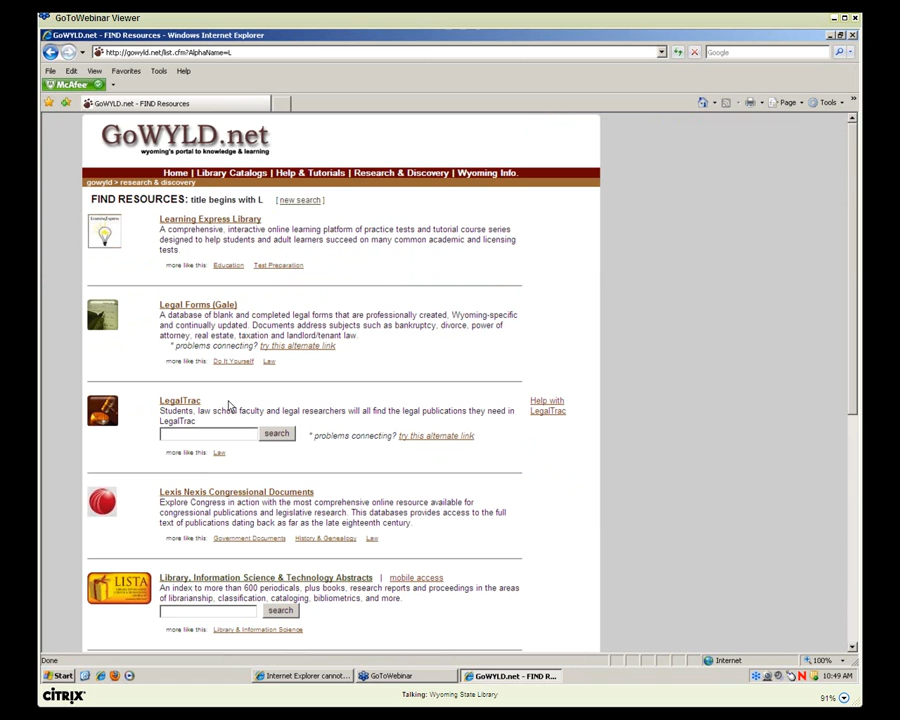 GoToWebinar Viewer
GoWYLD.net - FIND Resources - Windows Internet Explorer
http://gowyld.net/list.cfm?AlphaName=L
Google
File Edit View Favorites Tools Help
McAfee
GoWYLD.net - FIND Resources
Page Tools
GoWYLD.net
wyoming's portal to knowledge & learning
Home | Library Catalogs | Help & Tutorials | Research & Discovery | Wyoming Info.
gowyld > research & discovery
FIND RESOURCES: title begins with L [ new search ]
LearningExpress
Learning Express Library
A comprehensive, interactive online learning platform of practice tests and tutorial course series
designed to help students and adult learners succeed on many common academic and licensing
tests.
more like this: Education Test Preparation
Legal Forms (Gale)
A database of blank and completed legal forms that are professionally created, Wyoming-specific
and continually updated. Documents address subjects such as bankruptcy, divorce, power of
attorney, real estate, taxation and landlord/tenant law.
* problems connecting? try this alternate link
more like this: Do It Yourself Law
LegalTrac
Help with
LegalTrac
Students, law school faculty and legal researchers will all find the legal publications they need in
LegalTrac
search * problems connecting? try this alternate link
more like this: Law
Lexis Nexis Congressional Documents
Explore Congress in action with the most comprehensive online resource available for
congressional publications and legislative research. This databases provides access to the full
text of publications dating back as far as the late eighteenth century.
more like this: Government Documents History & Genealogy Law
LISTA
Library, Information Science & Technology Abstracts | mobile access
An index to more than 600 periodicals, plus books, research reports and proceedings in the areas
of librarianship, classification, cataloging, bibliometrics, and more.
search
more like this: Library & Information Science
Done Internet 100%
Start Internet Explorer cannot... GoToWebinar GoWYLD.net - FIND R... 10:49 AM
CITRIX
Talking: Wyoming State Library
91%